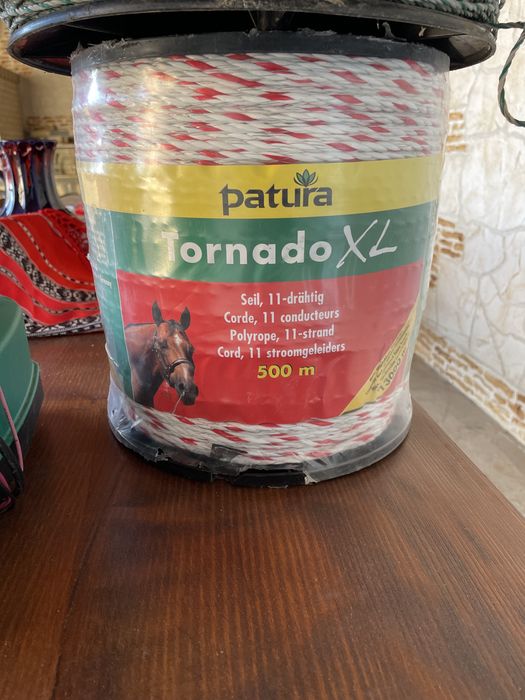 patura
Tornado XL
Seil, 11-drähtig
Corde, 11 conducteurs
Polyrope, 11-strand
Cord, 11 stroomgeleiders
500 m